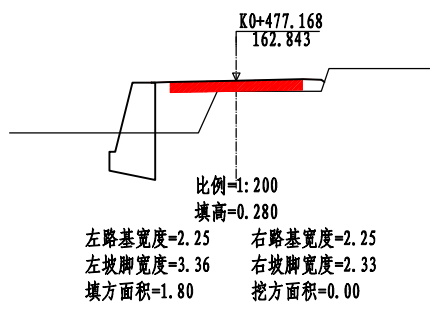 K0+477.168
162.843
比例=1:200
填高=0.280
左路基宽度=2.25 右路基宽度=2.25
左坡脚宽度=3.36 右坡脚宽度=2.33
填方面积=1.80 挖方面积=0.00